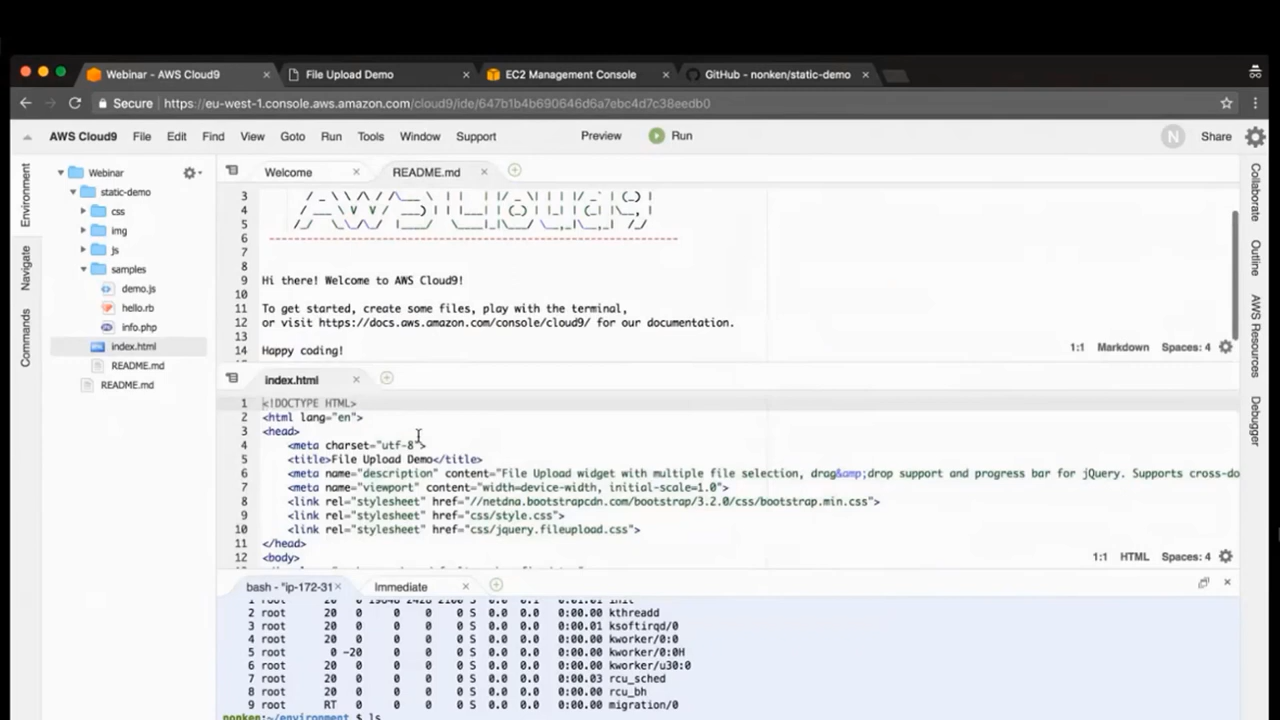 Webinar - AWS Cloud9
File Upload Demo
EC2 Management Console
GitHub - nonken/static-demo
Secure https://eu-west-1.console.aws.amazon.com/cloud9/ide/647b1b4b690646d6a7ebc4d7c38eedb0
AWS Cloud9 File Edit Find View Goto Run Tools Window Support Preview Run N Share
Environment
Navigate
Commands
Webinar
static-demo
css
img
js
samples
demo.js
hello.rb
info.php
index.html
README.md
README.md
Welcome README.md
3
4
5
6
7
8
9 Hi there! Welcome to AWS Cloud9!
10
11 To get started, create some files, play with the terminal,
12 or visit https://docs.aws.amazon.com/console/cloud9/ for our documentation.
13
14 Happy coding!
1:1 Markdown Spaces: 4
index.html
1 <!DOCTYPE HTML>
2 <html lang="en">
3 <head>
4 <meta charset="utf-8">
5 <title>File Upload Demo</title>
6 <meta name="description" content="File Upload widget with multiple file selection, drag&amp;drop support and progress bar for jQuery. Supports cross-do
7 <meta name="viewport" content="width=device-width, initial-scale=1.0">
8 <link rel="stylesheet" href="//netdna.bootstrapcdn.com/bootstrap/3.2.0/css/bootstrap.min.css">
9 <link rel="stylesheet" href="css/style.css">
10 <link rel="stylesheet" href="css/jquery.fileupload.css">
11 </head>
12 <body>
1:1 HTML Spaces: 4
bash - "ip-172-31 Immediate
2 root 20 0 0 0 0 S 0.0 0.0 0:00.00 kthreadd
3 root 20 0 0 0 0 S 0.0 0.0 0:00.01 ksoftirqd/0
4 root 20 0 0 0 0 S 0.0 0.0 0:00.00 kworker/0:0
5 root 0 -20 0 0 0 S 0.0 0.0 0:00.00 kworker/0:0H
6 root 20 0 0 0 0 S 0.0 0.0 0:00.00 kworker/u30:0
7 root 20 0 0 0 0 S 0.0 0.0 0:00.03 rcu_sched
8 root 20 0 0 0 0 S 0.0 0.0 0:00.00 rcu_bh
9 root RT 0 0 0 0 S 0.0 0.0 0:00.00 migration/0
nonken:~/environment $ ls
Collaborate
Outline
AWS Resources
Debugger